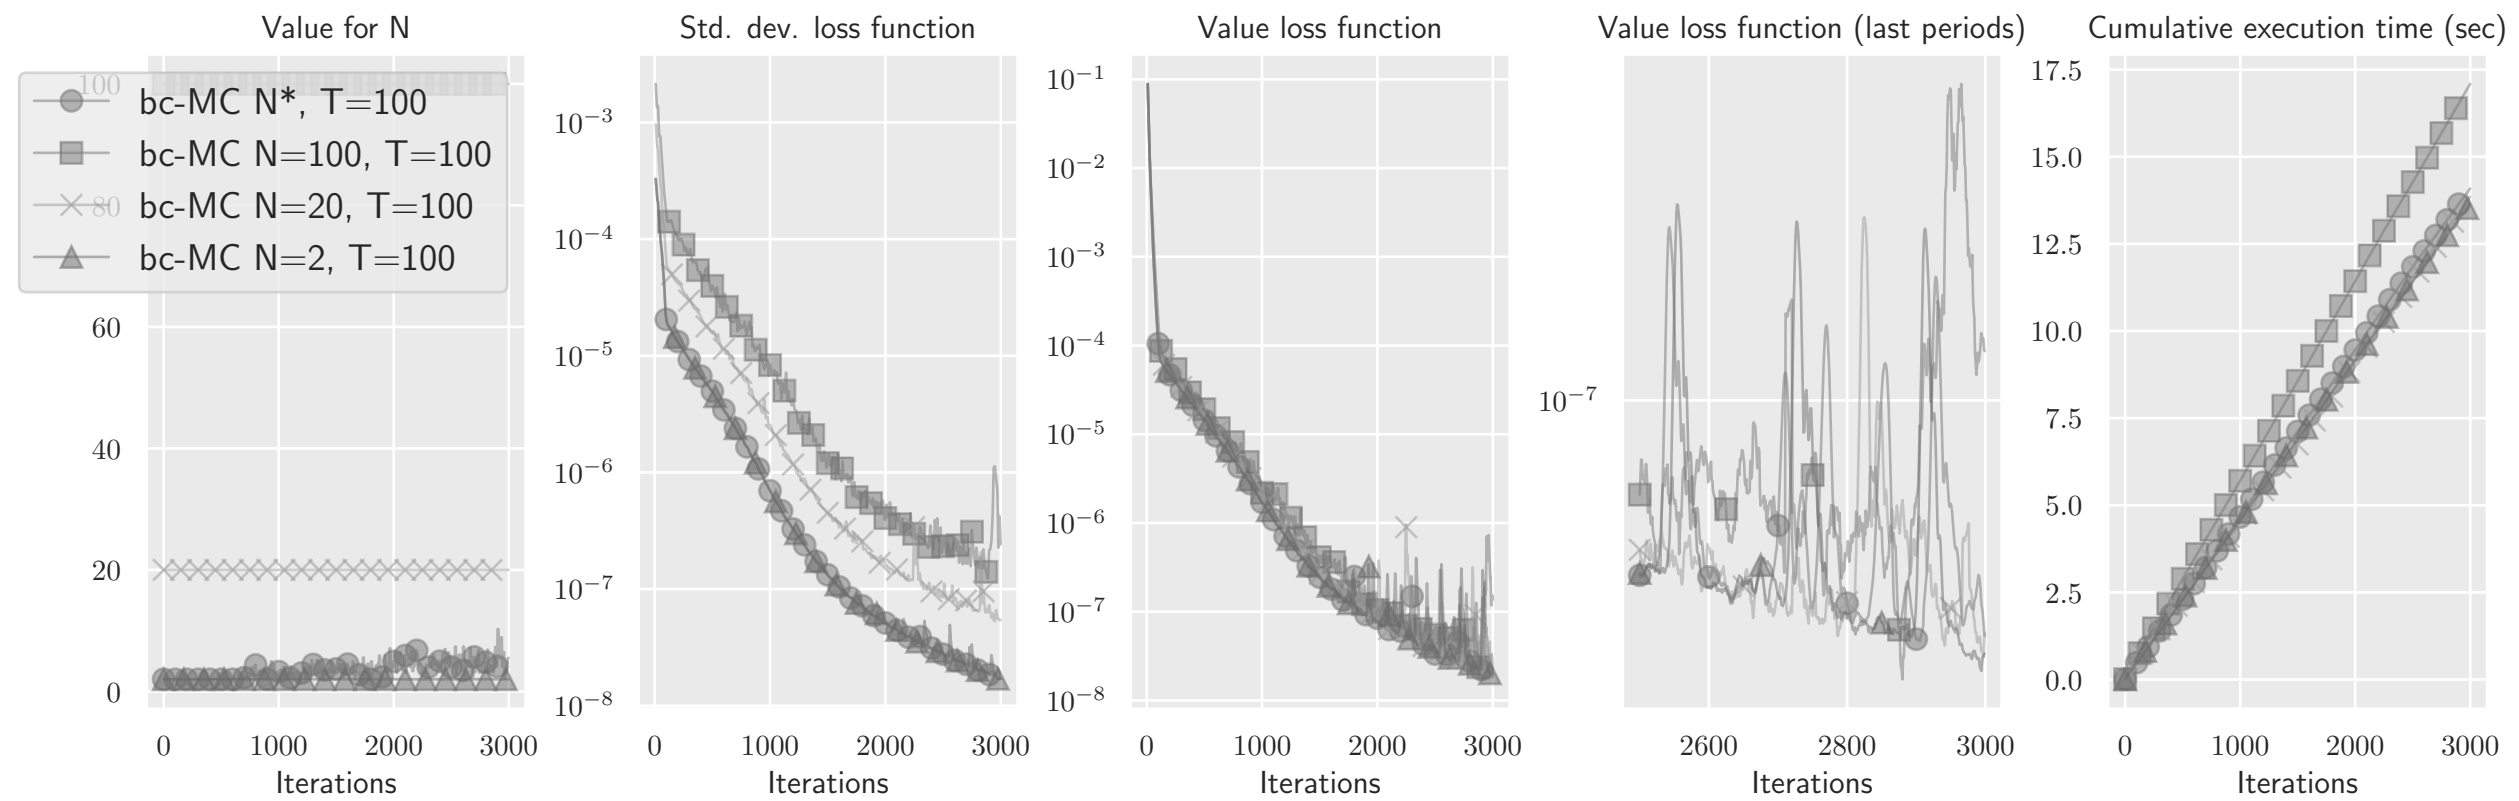 Value for N
100
80
60
40
20
0
0 1000 2000 3000
Iterations
bc-MC N*, T=100
bc-MC N=100, T=100
bc-MC N=20, T=100
bc-MC N=2, T=100
Std. dev. loss function
10⁻³
10⁻⁴
10⁻⁵
10⁻⁶
10⁻⁷
10⁻⁸
0 1000 2000 3000
Iterations
Value loss function
10⁻¹
10⁻²
10⁻³
10⁻⁴
10⁻⁵
10⁻⁶
10⁻⁷
10⁻⁸
0 1000 2000 3000
Iterations
Value loss function (last periods)
10⁻⁷
2600 2800 3000
Iterations
Cumulative execution time (sec)
17.5
15.0
12.5
10.0
7.5
5.0
2.5
0.0
0 1000 2000 3000
Iterations